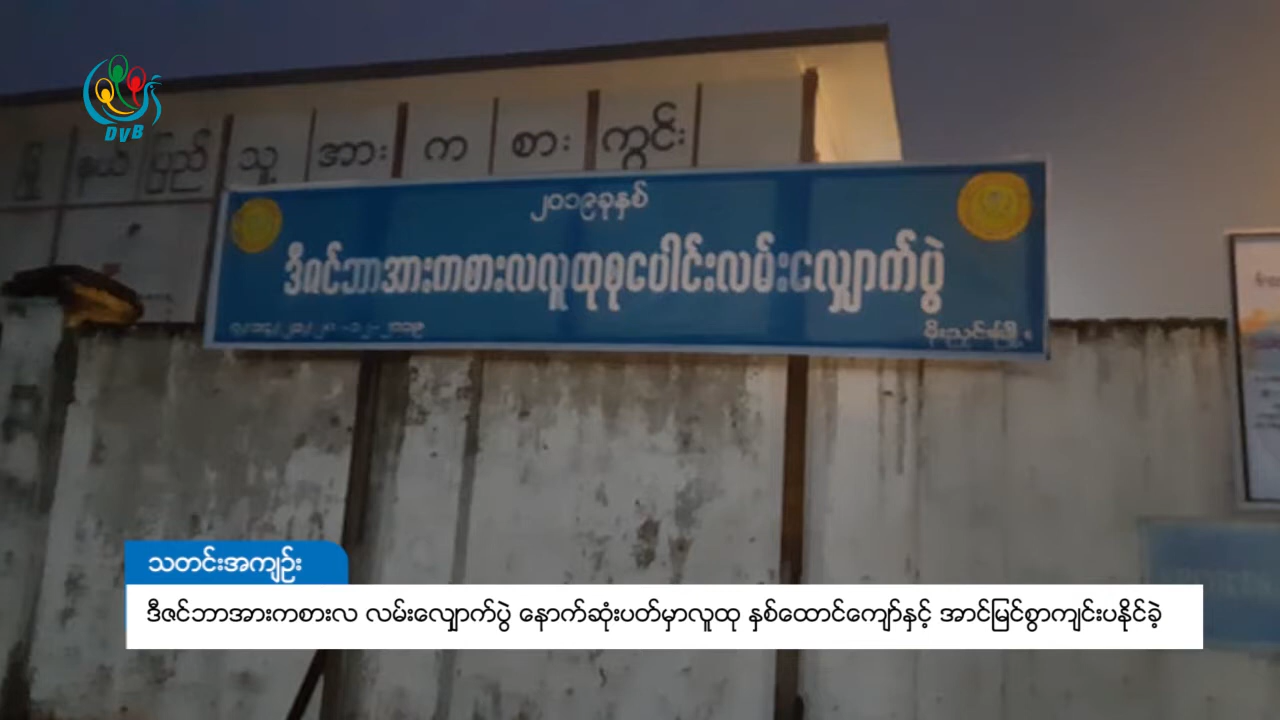 DVB
မြို့နယ်ပြည်သူ့အားကစားကွင်း
၂၀၁၉ခုနှစ်
ဒီဇင်ဘာအားကစားလလူထုစုပေါင်းလမ်းလျှောက်ပွဲ
မိုးညှင်းမြို့
သတင်းအကျဉ်း
ဒီဇင်ဘာအားကစားလ လမ်းလျှောက်ပွဲ နောက်ဆုံးပတ်မှာလူထု နှစ်ထောင်ကျော်နှင့် အောင်မြင်စွာကျင်းပနိုင်ခဲ့